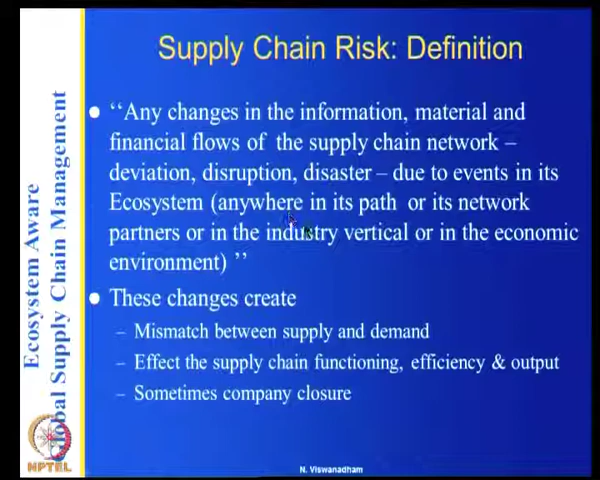 Supply Chain Risk: Definition
● ‘‘Any changes in the information, material and
financial flows of the supply chain network –
deviation, disruption, disaster – due to events in its
Ecosystem (anywhere in its path or its network
partners or in the industry vertical or in the economic
environment) ’’
● These changes create
– Mismatch between supply and demand
– Effect the supply chain functioning, efficiency & output
– Sometimes company closure
Ecosystem Aware
Global Supply Chain Management
NPTEL
N. Viswanadham